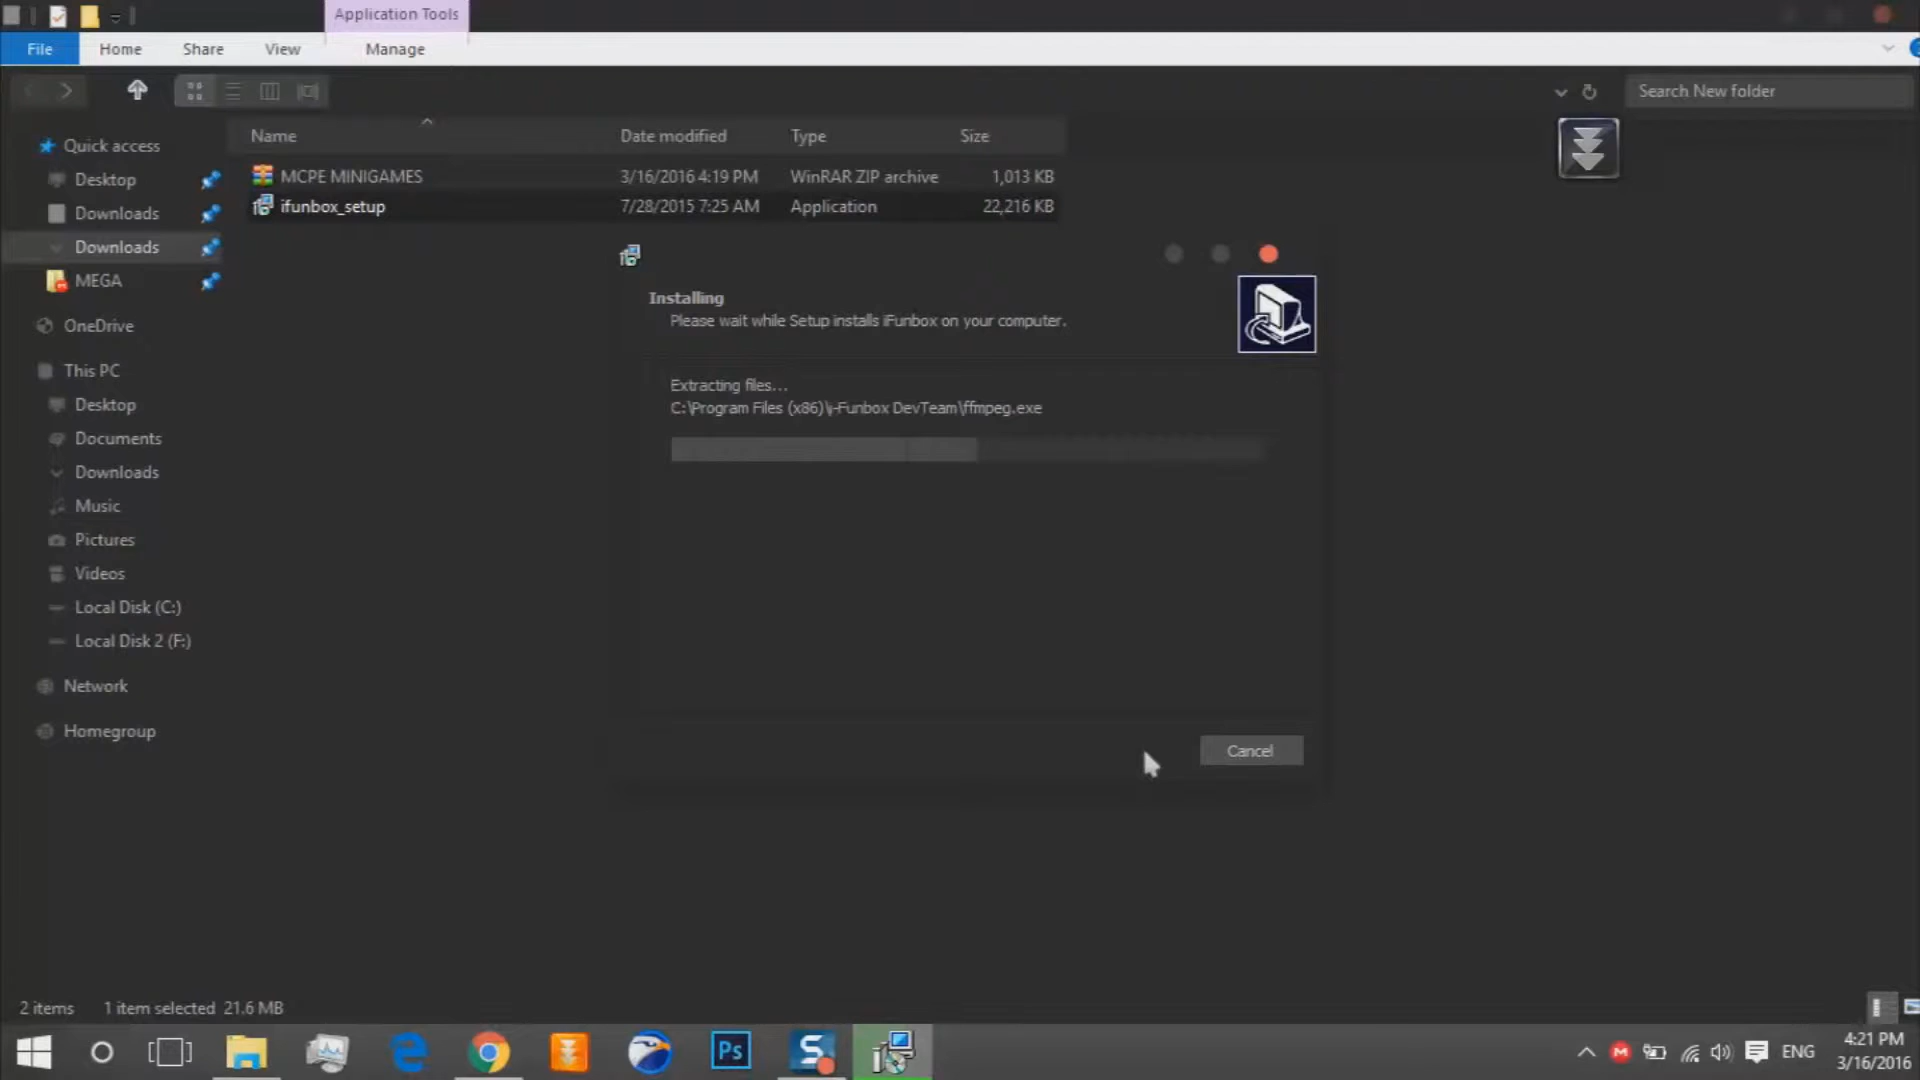 Application Tools
File Home Share View Manage
Search New folder
Name Date modified Type Size
Quick access
Desktop
Downloads
Downloads
MEGA
OneDrive
This PC
Desktop
Documents
Downloads
Music
Pictures
Videos
Local Disk (C:)
Local Disk 2 (F:)
Network
Homegroup
MCPE MINIGAMES 3/16/2016 4:19 PM WinRAR ZIP archive 1,013 KB
ifunbox_setup 7/28/2015 7:25 AM Application 22,216 KB
Installing
Please wait while Setup installs iFunbox on your computer.
Extracting files...
C:\Program Files (x86)\i-Funbox DevTeam\ffmpeg.exe
Cancel
2 items 1 item selected 21.6 MB
Ps
S
M
ENG
4:21 PM
3/16/2016